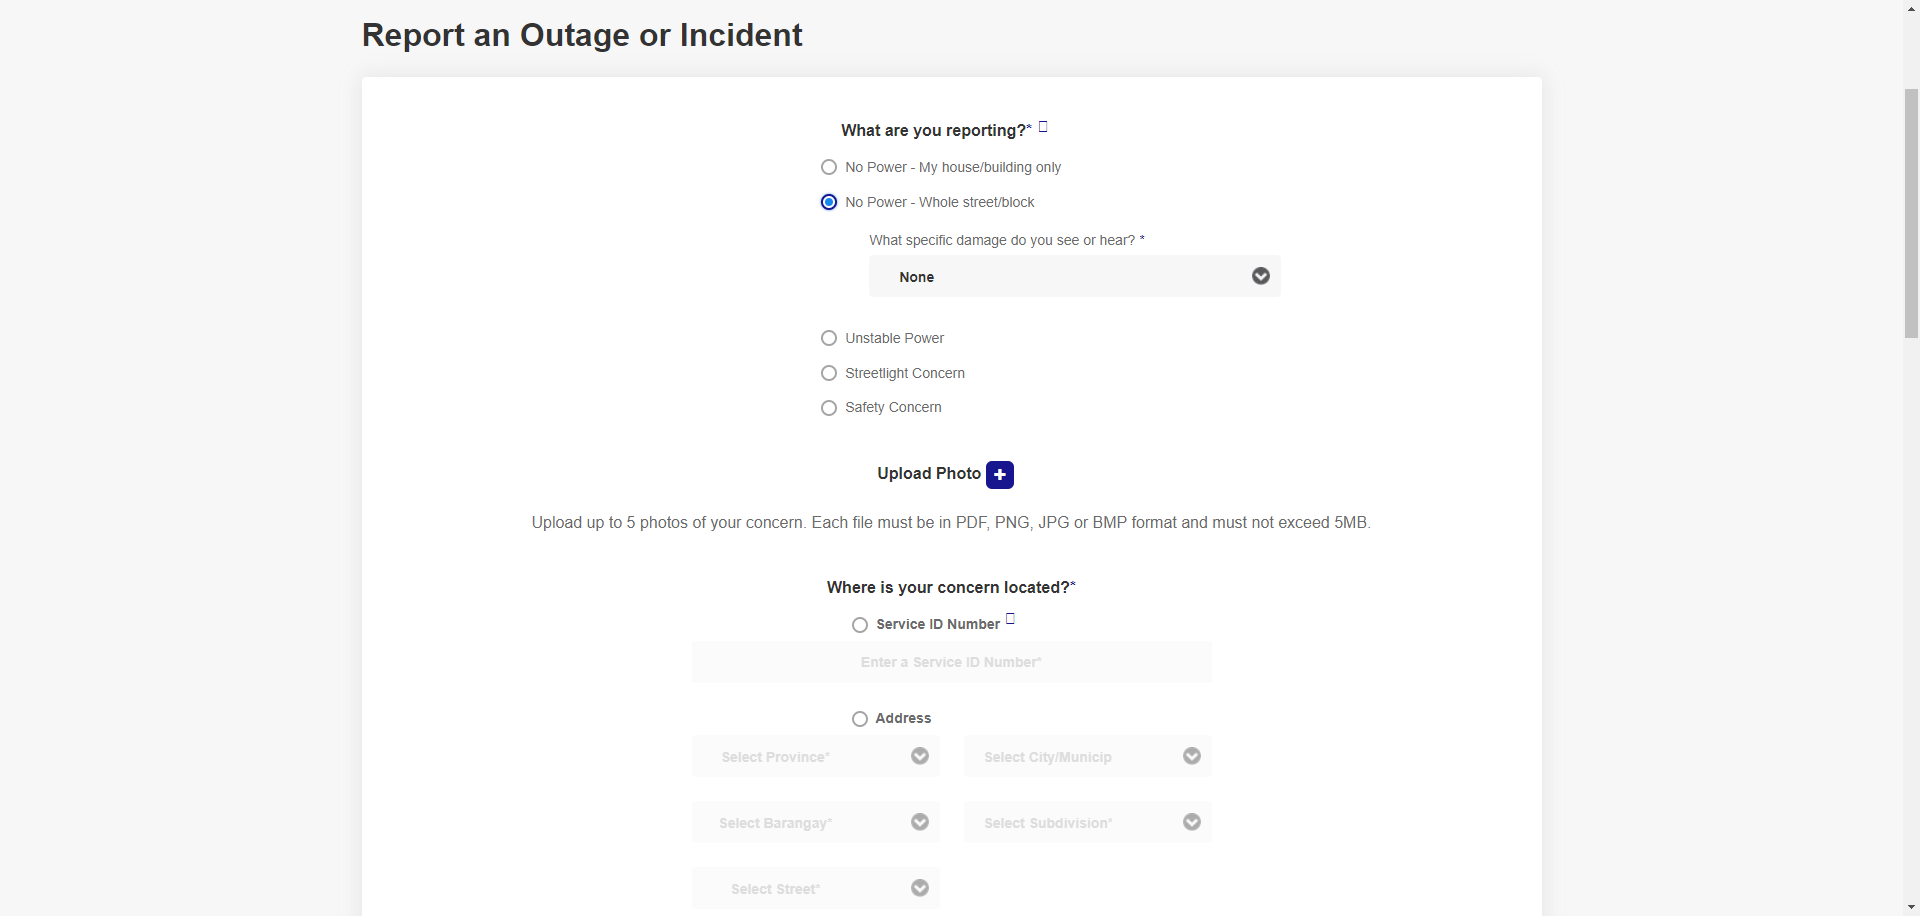 Report an Outage or Incident
What are you reporting?*
No Power - My house/building only
No Power - Whole street/block
What specific damage do you see or hear? *
None
Unstable Power
Streetlight Concern
Safety Concern
Upload Photo
Upload up to 5 photos of your concern. Each file must be in PDF, PNG, JPG or BMP format and must not exceed 5MB.
Where is your concern located?*
Service ID Number
Enter a Service ID Number*
Address
Select Province*
Select City/Municip
Select Barangay*
Select Subdivision*
Select Street*